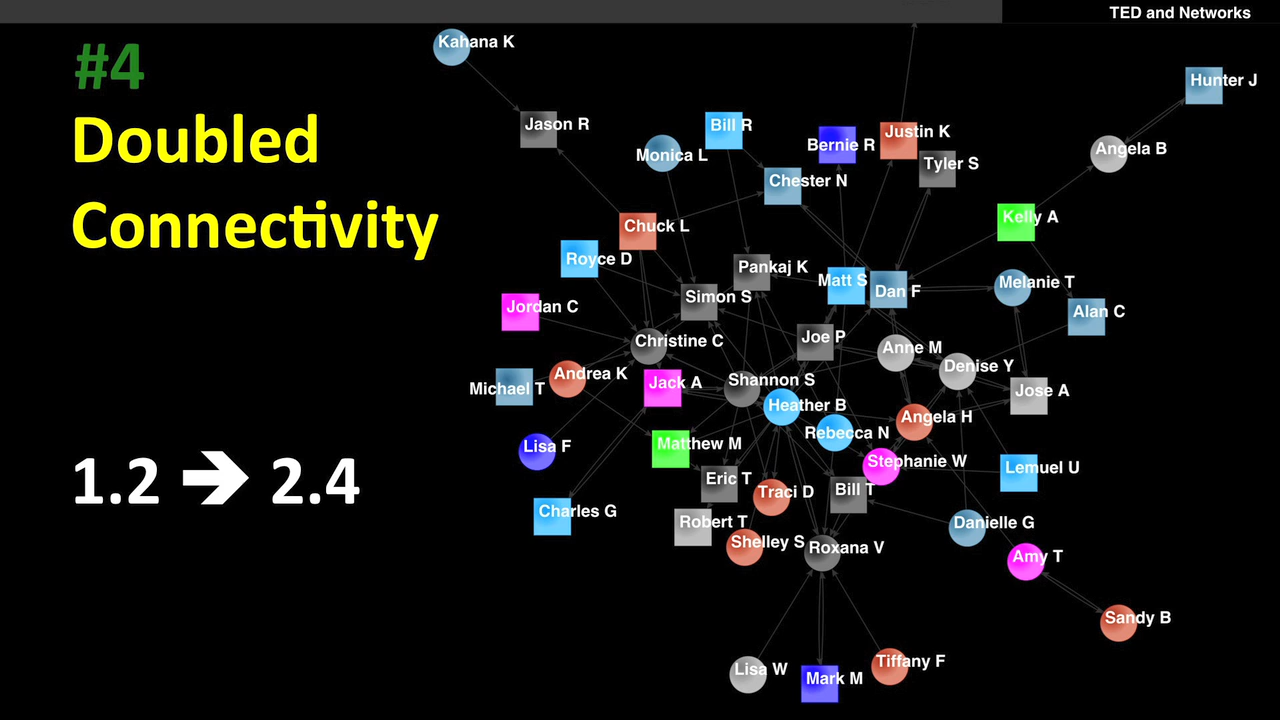 TED and Networks
#4
Doubled
Connectivity
1.2 → 2.4
Kahana K
Hunter J
Jason R
Bill R
Justin K
Bernie R
Angela B
Monica L
Tyler S
Chester N
Kelly A
Chuck L
Royce D
Pankaj K
Matt S
Dan F
Melanie T
Simon S
Jordan C
Alan C
Joe P
Christine C
Anne M
Denise Y
Andrea K
Shannon S
Jack A
Michael T
Jose A
Heather B
Angela H
Rebecca N
Matthew M
Lisa F
Stephanie W
Lemuel U
Eric T
Traci D
Bill T
Charles G
Robert T
Danielle G
Shelley S
Roxana V
Amy T
Sandy B
Lisa W
Tiffany F
Mark M